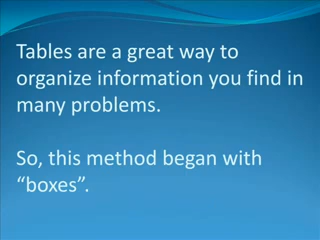 Tables are a great way to
organize information you find in
many problems.
So, this method began with
“boxes”.